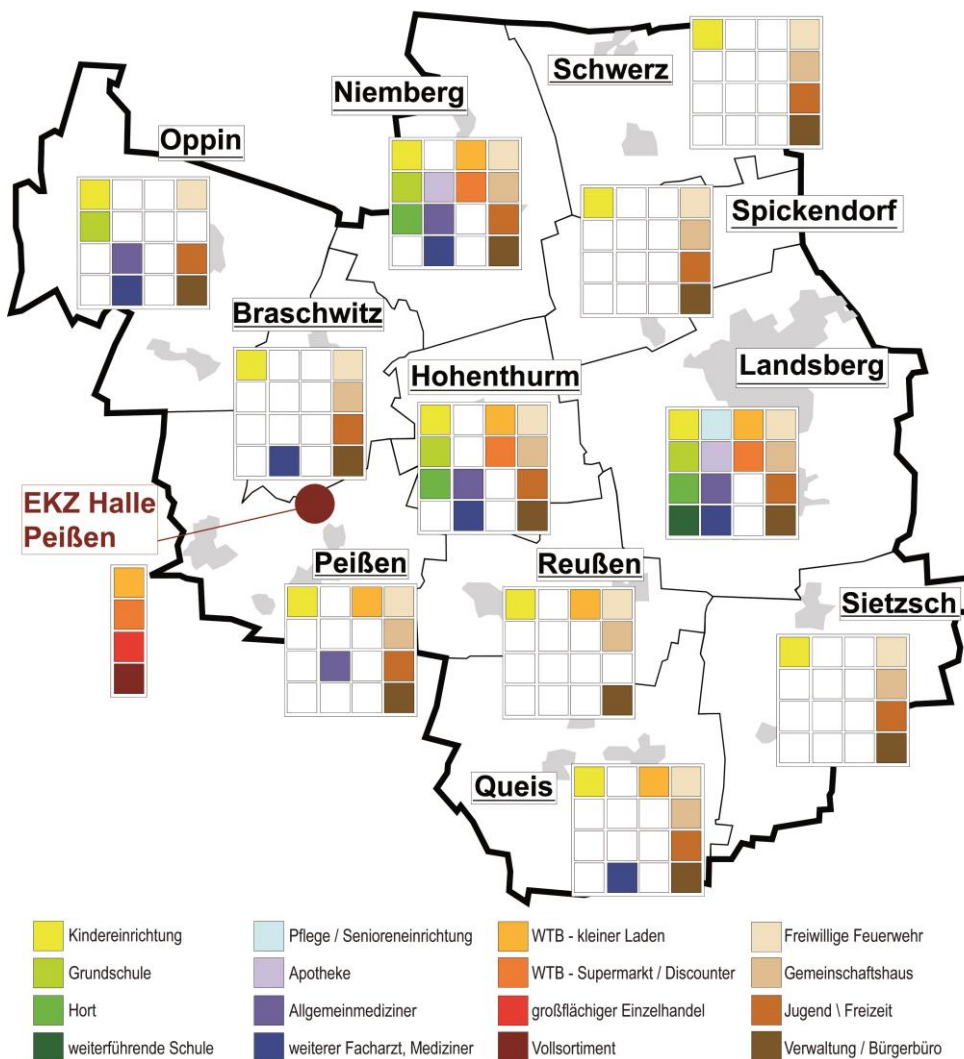 Schwerz
Niemberg
Oppin
Spickendorf
Braschwitz
Landsberg
Hohenthurm
EKZ Halle
Peißen
Peißen
Reußen
Sietzsch
Queis
Kindereinrichtung
Pflege / Senioreneinrichtung
WTB - kleiner Laden
Freiwillige Feuerwehr
Grundschule
Apotheke
WTB - Supermarkt / Discounter
Gemeinschaftshaus
Hort
Allgemeinmediziner
großflächiger Einzelhandel
Jugend \ Freizeit
weiterführende Schule
weiterer Facharzt, Mediziner
Vollsortiment
Verwaltung / Bürgerbüro